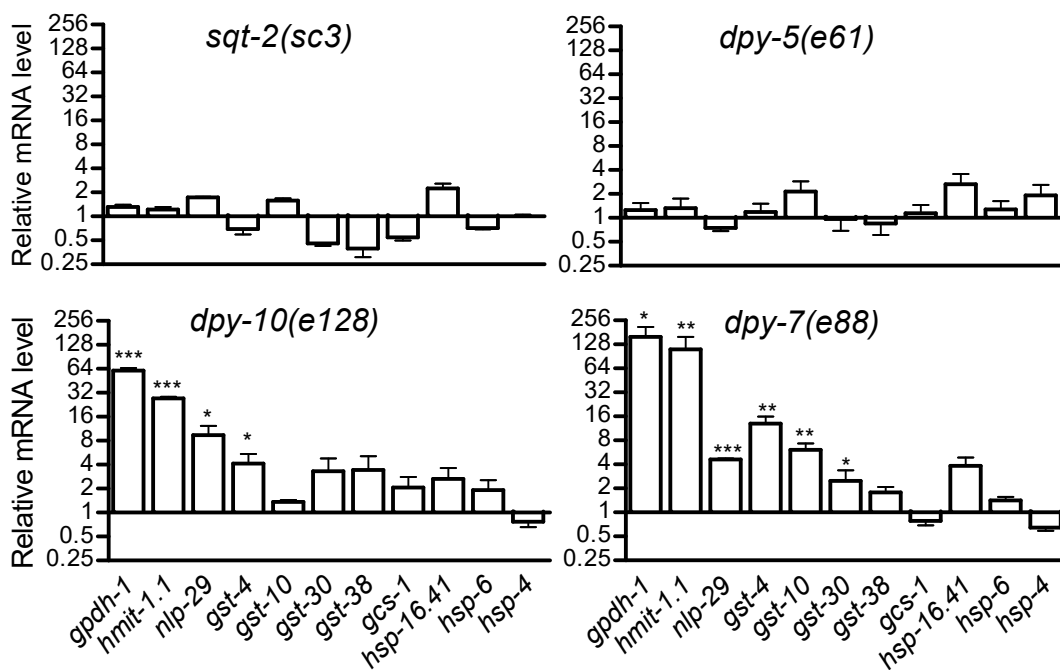 sqt-2(sc3)
Relative mRNA level
256
128
64
32
16
8
4
2
1
0.5
0.25
dpy-5(e61)
256
128
64
32
16
8
4
2
1
0.5
0.25
dpy-10(e128)
Relative mRNA level
256
128
64
32
16
8
4
2
1
0.5
0.25
***
***
*
*
gpdh-1
hmit-1.1
nlp-29
gst-4
gst-10
gst-30
gst-38
gcs-1
hsp-16.41
hsp-6
hsp-4
dpy-7(e88)
256
128
64
32
16
8
4
2
1
0.5
0.25
*
**
***
**
**
*
gpdh-1
hmit-1.1
nlp-29
gst-4
gst-10
gst-30
gst-38
gcs-1
hsp-16.41
hsp-6
hsp-4